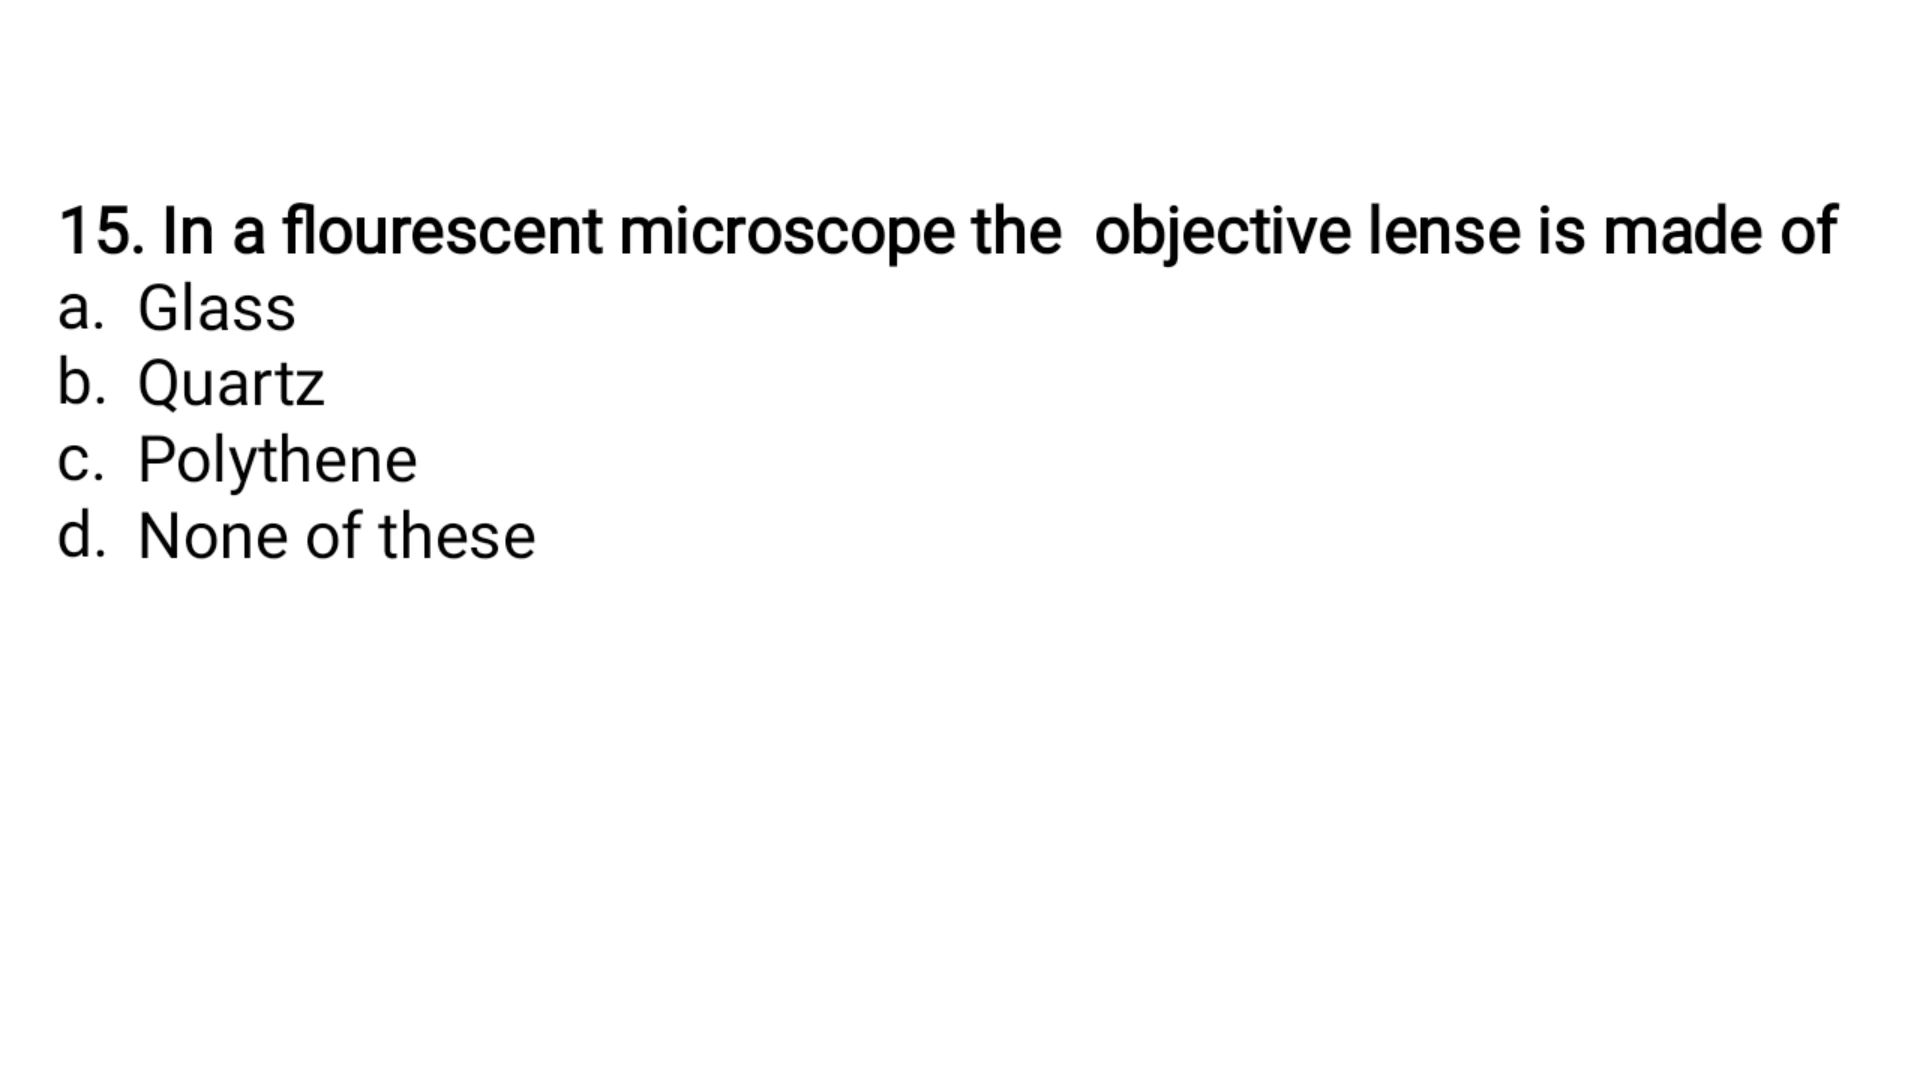 15. In a flourescent microscope the  objective lense is made of
a. Glass
b. Quartz
c. Polythene
d. None of these